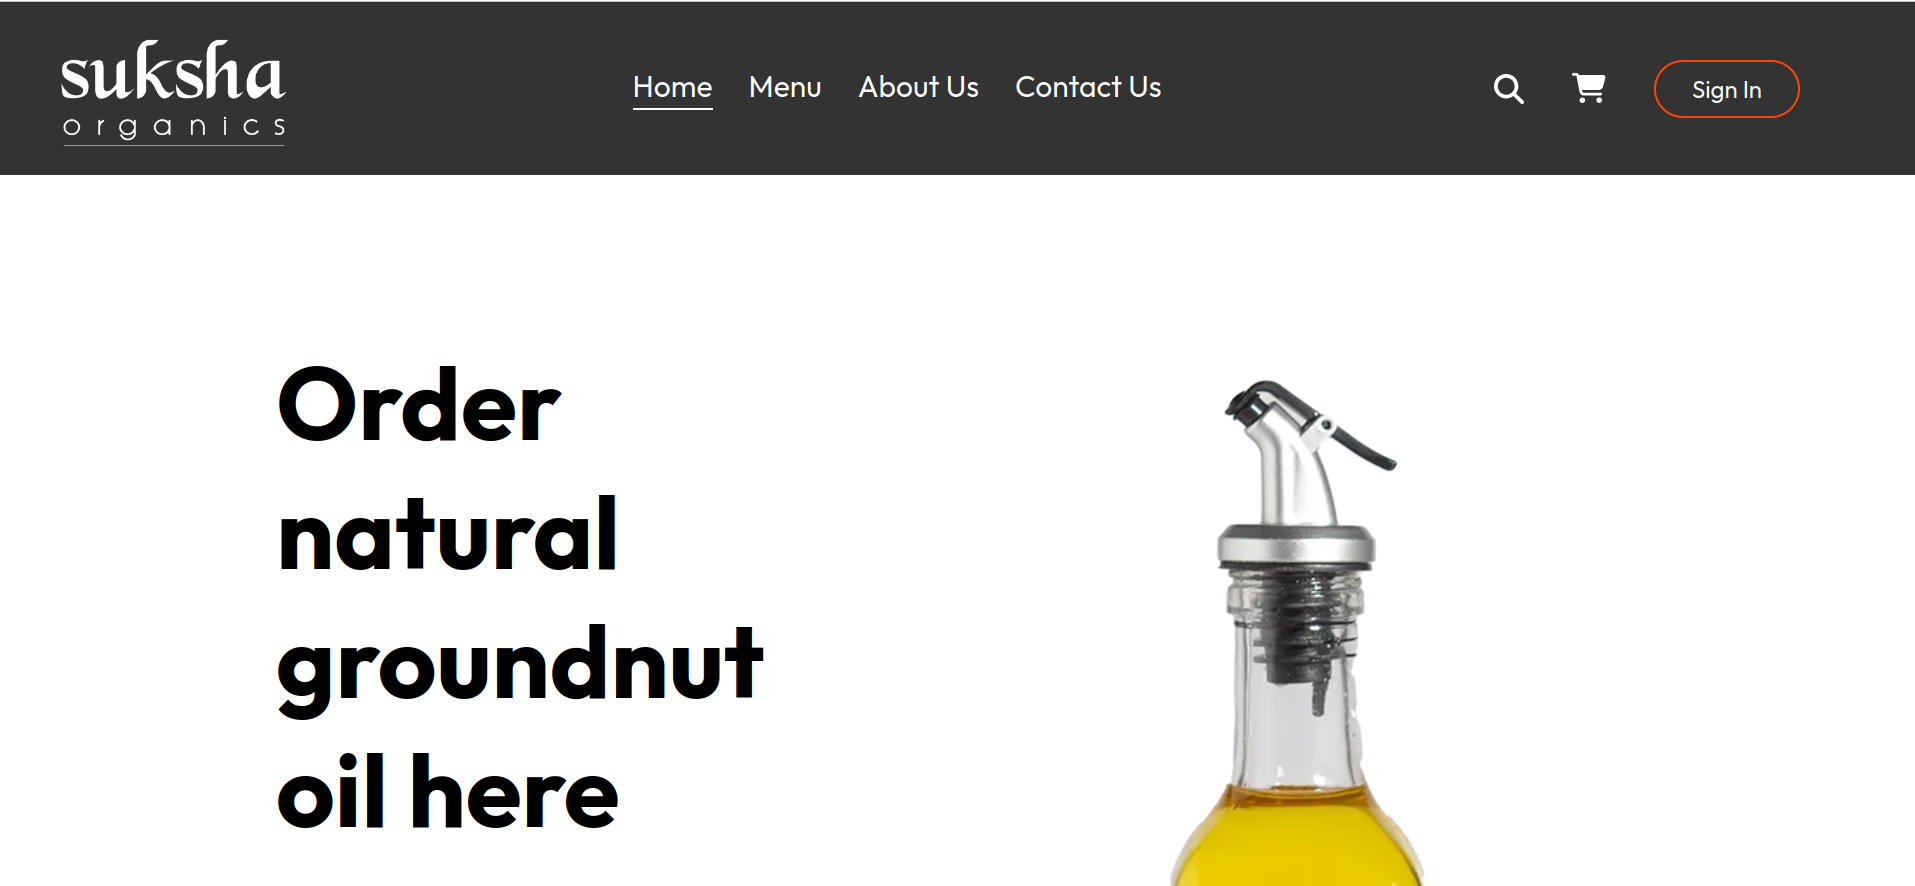 suksha
organics
Home Menu About Us Contact Us
Sign In
Order
natural
groundnut
oil here